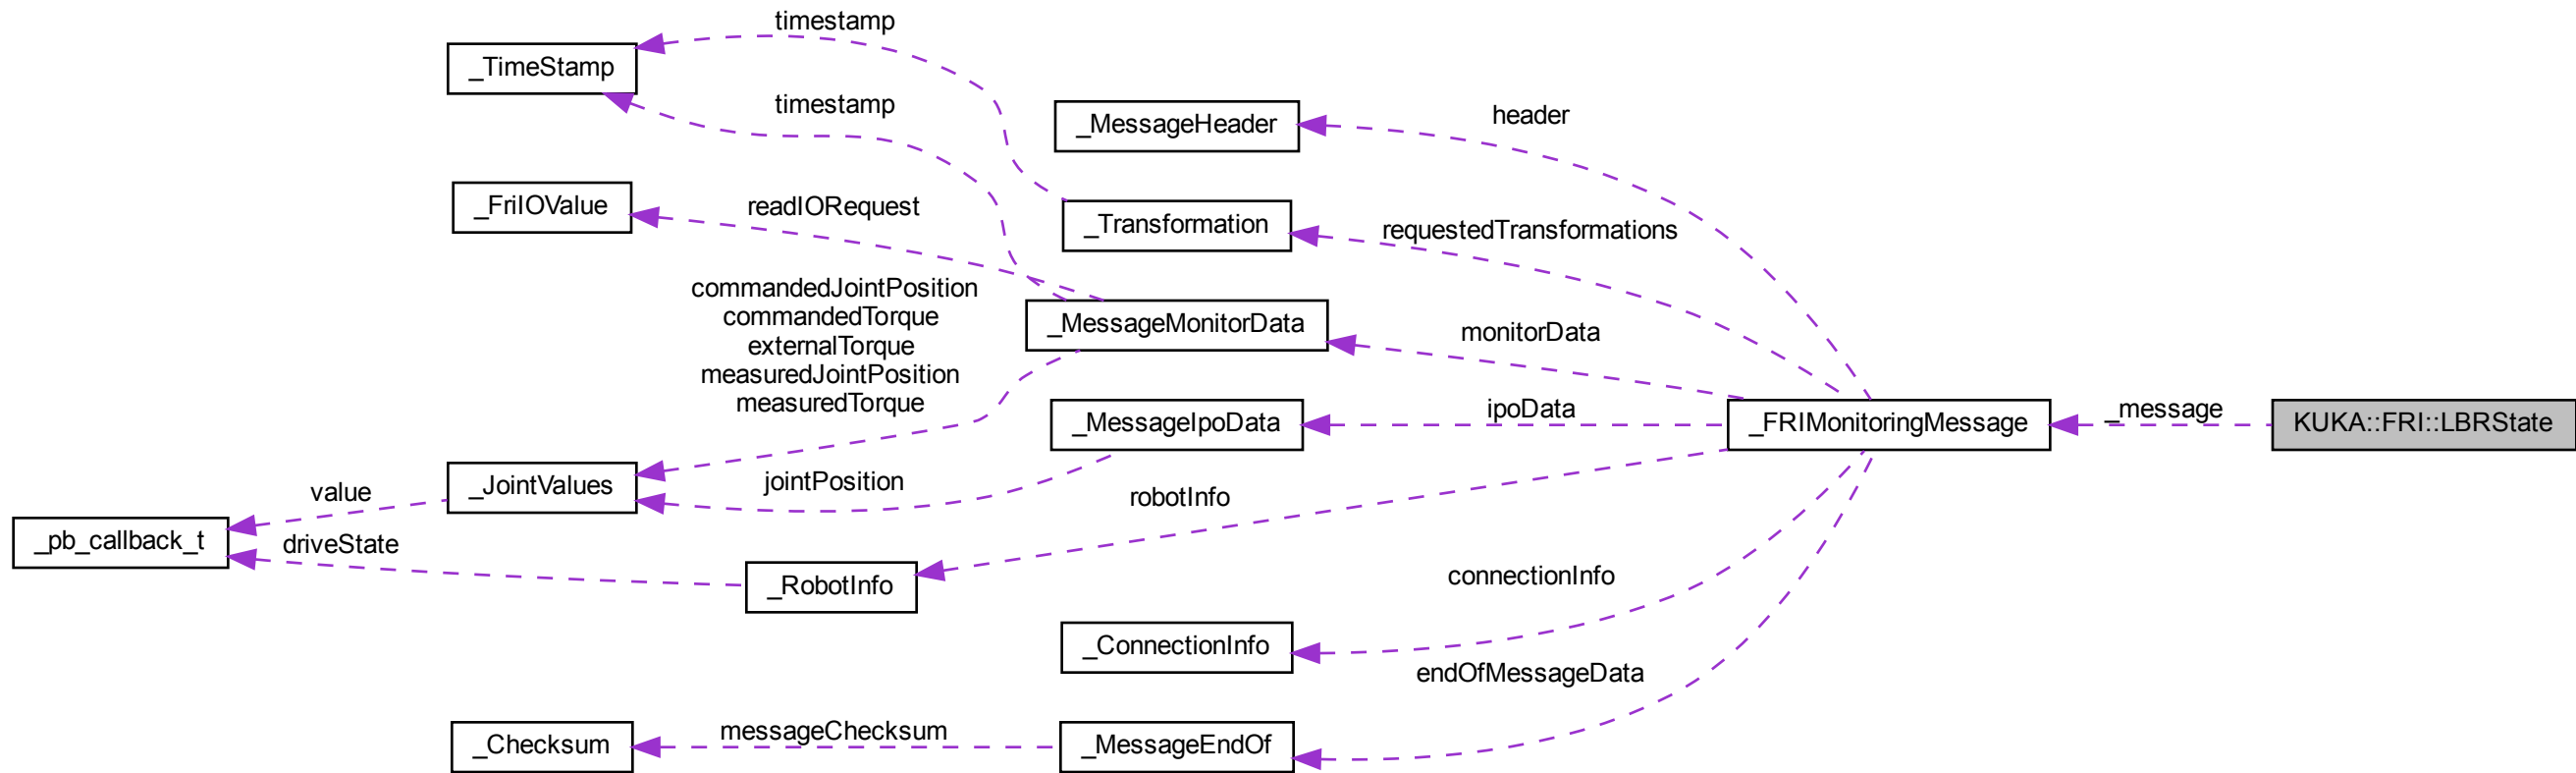 timestamp
_TimeStamp
timestamp
_MessageHeader
header
_FriIOValue
readIORequest
_Transformation
requestedTransformations
commandedJointPosition
commandedTorque
externalTorque
measuredJointPosition
measuredTorque
_MessageMonitorData
monitorData
_MessageIpoData
ipoData
_FRIMonitoringMessage
_message
KUKA::FRI::LBRState
value
_JointValues
jointPosition
robotInfo
_pb_callback_t
driveState
_RobotInfo
connectionInfo
_ConnectionInfo
endOfMessageData
_Checksum
messageChecksum
_MessageEndOf